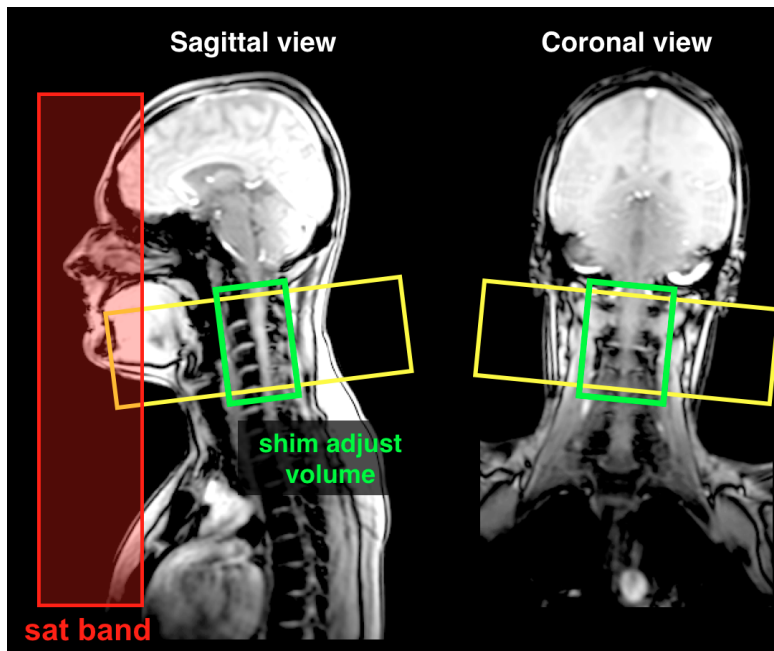 Sagittal view
Coronal view
shim adjust
volume
sat band